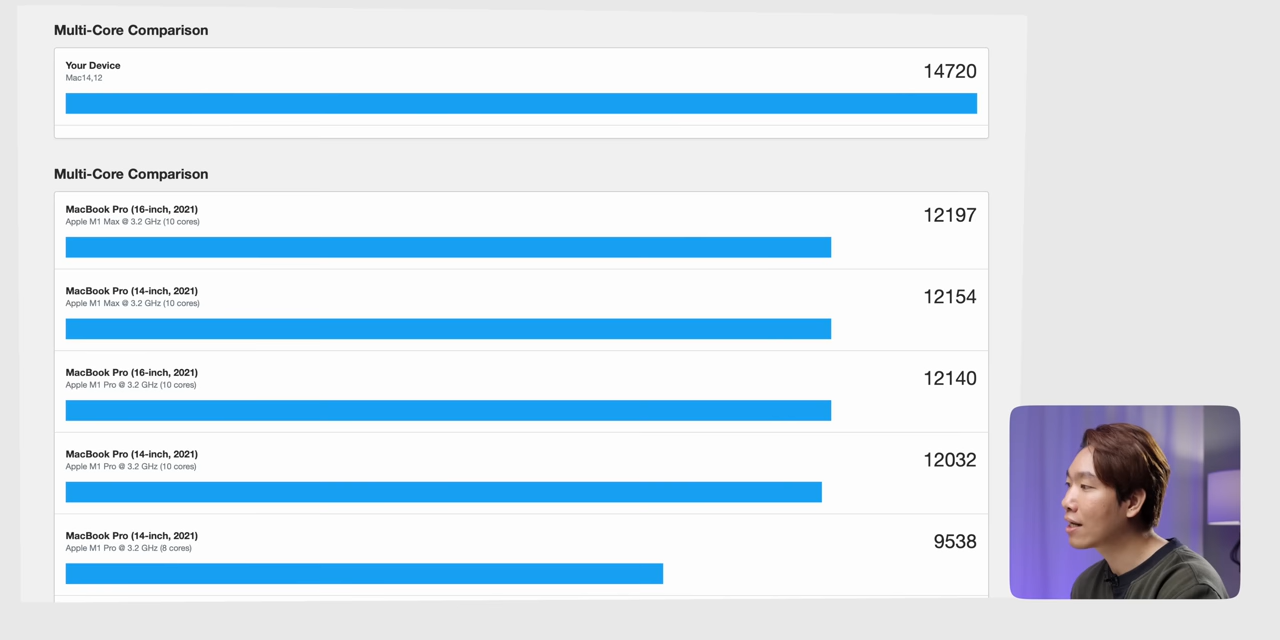 Multi-Core Comparison
Your Device
Mac14,12
14720
Multi-Core Comparison
MacBook Pro (16-inch, 2021)
Apple M1 Max @ 3.2 GHz (10 cores)
12197
MacBook Pro (14-inch, 2021)
Apple M1 Max @ 3.2 GHz (10 cores)
12154
MacBook Pro (16-inch, 2021)
Apple M1 Pro @ 3.2 GHz (10 cores)
12140
MacBook Pro (14-inch, 2021)
Apple M1 Pro @ 3.2 GHz (10 cores)
12032
MacBook Pro (14-inch, 2021)
Apple M1 Pro @ 3.2 GHz (8 cores)
9538